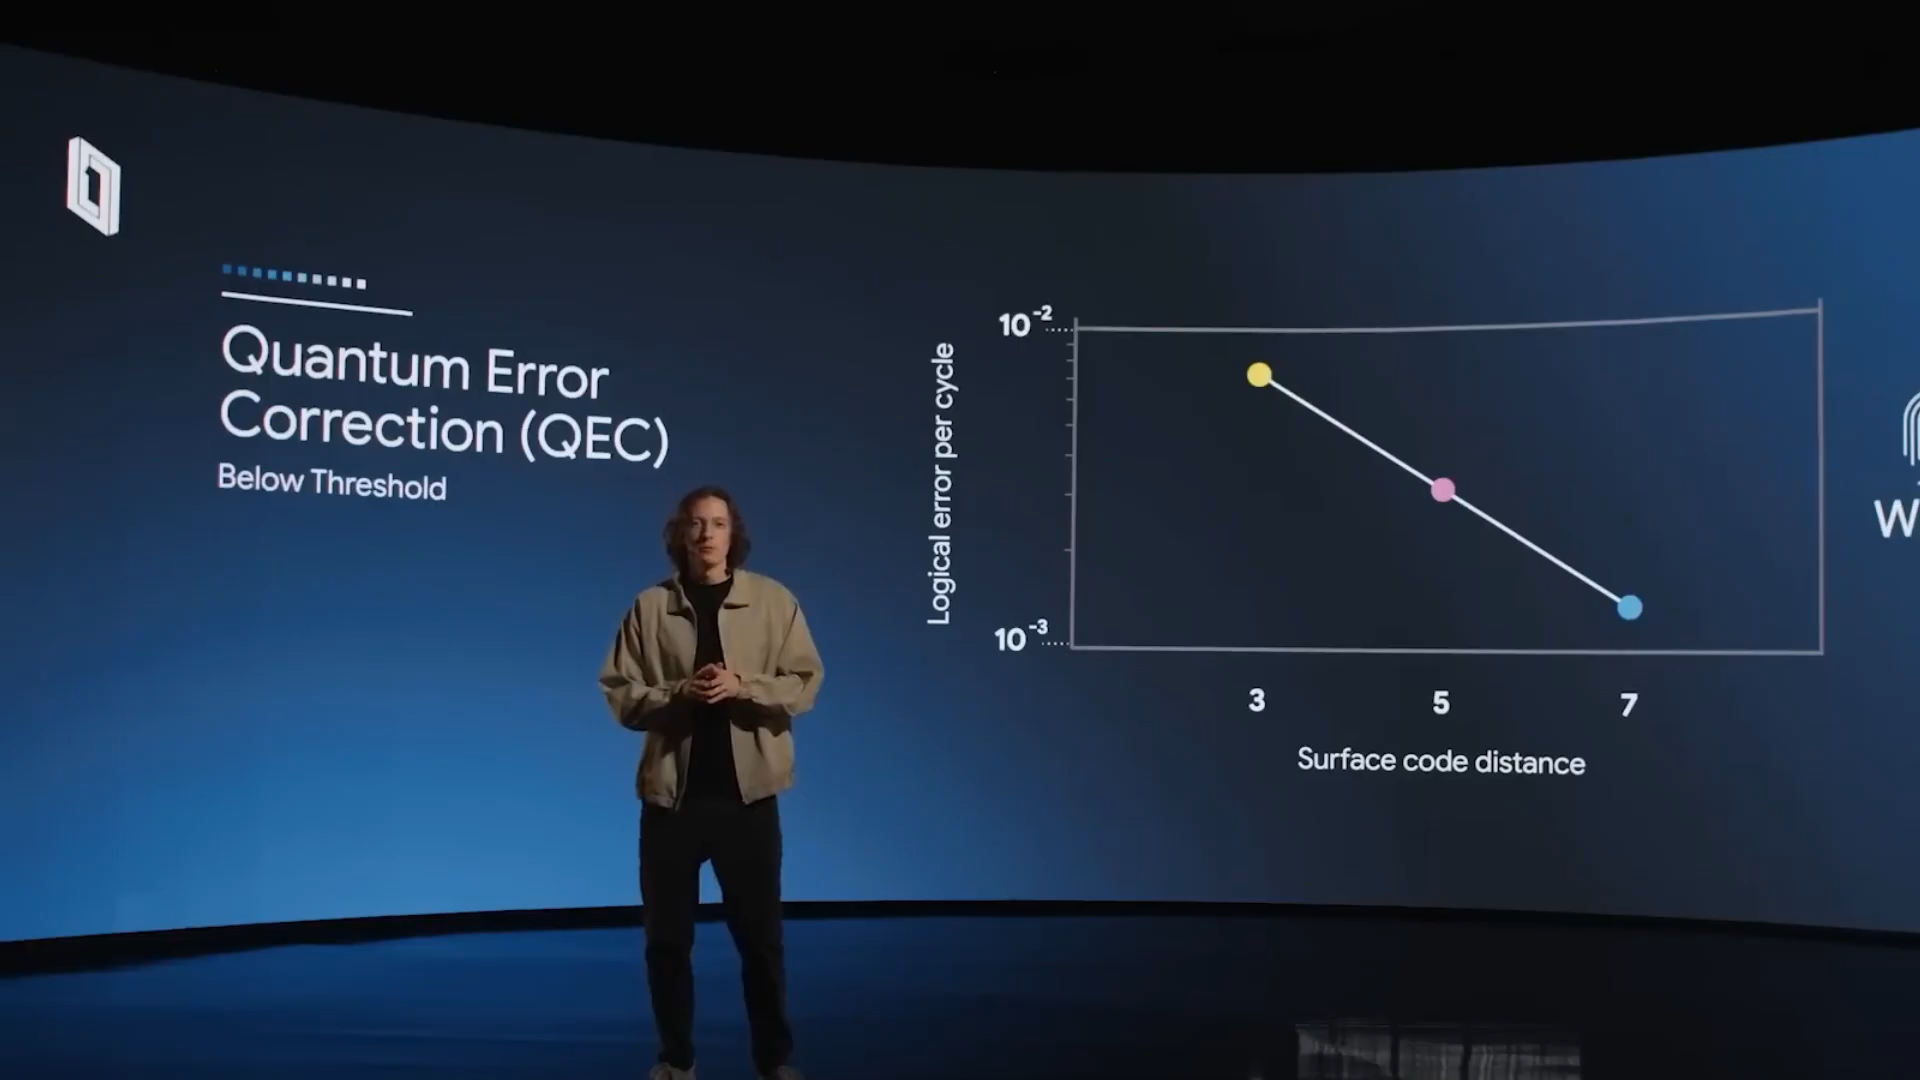 Quantum Error
Correction (QEC)
Below Threshold
Logical error per cycle
10⁻²
10⁻³
3 5 7
Surface code distance
W